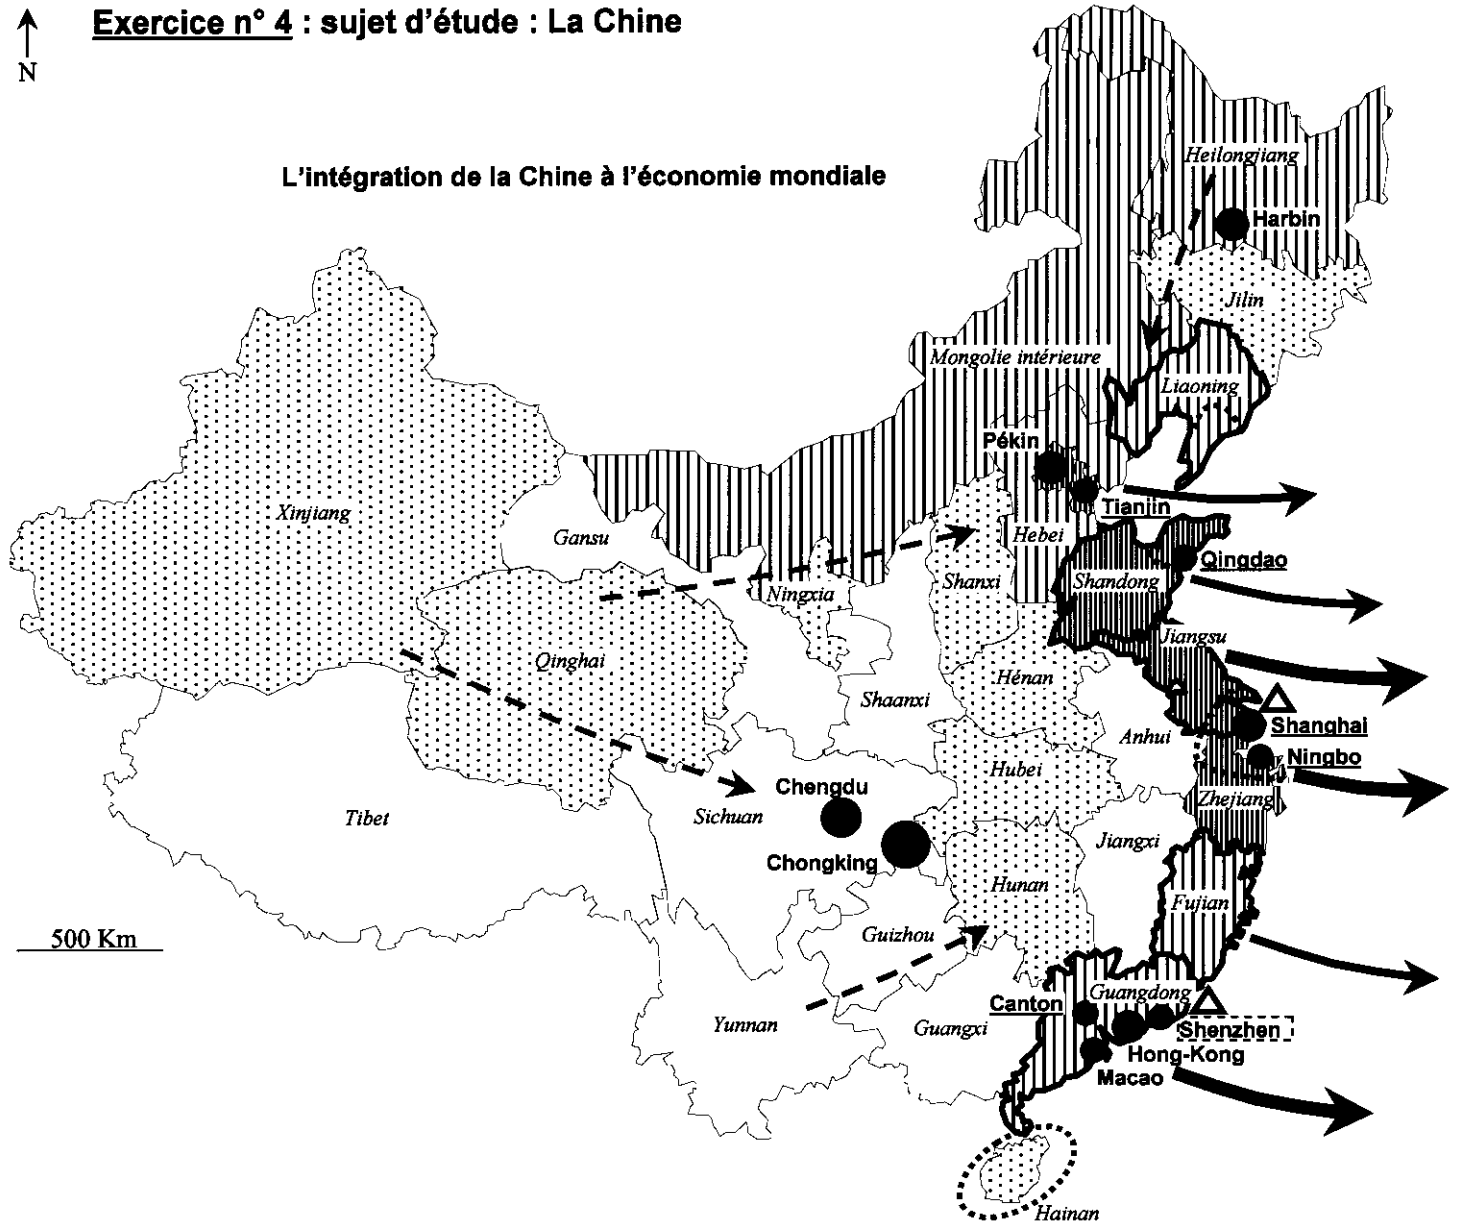 Exercice n° 4 : sujet d'étude : La Chine
N
L'intégration de la Chine à l'économie mondiale
Heilongjiang
Harbin
Jilin
Mongolie intérieure
Liaoning
Pékin
Tianjin
Xinjiang
Gansu
Hebei
Qingdao
Shanxi
Shandong
Ningxia
Jiangsu
Qinghai
Hénan
Shaanxi
Shanghai
Anhui
Ningbo
Hubei
Chengdu
Zhejiang
Tibet
Sichuan
Jiangxi
Chongking
Hunan
Fujian
500 Km
Guizhou
Guangdong
Canton
Yunnan
Guangxi
Shenzhen
Hong-Kong
Macao
Hainan